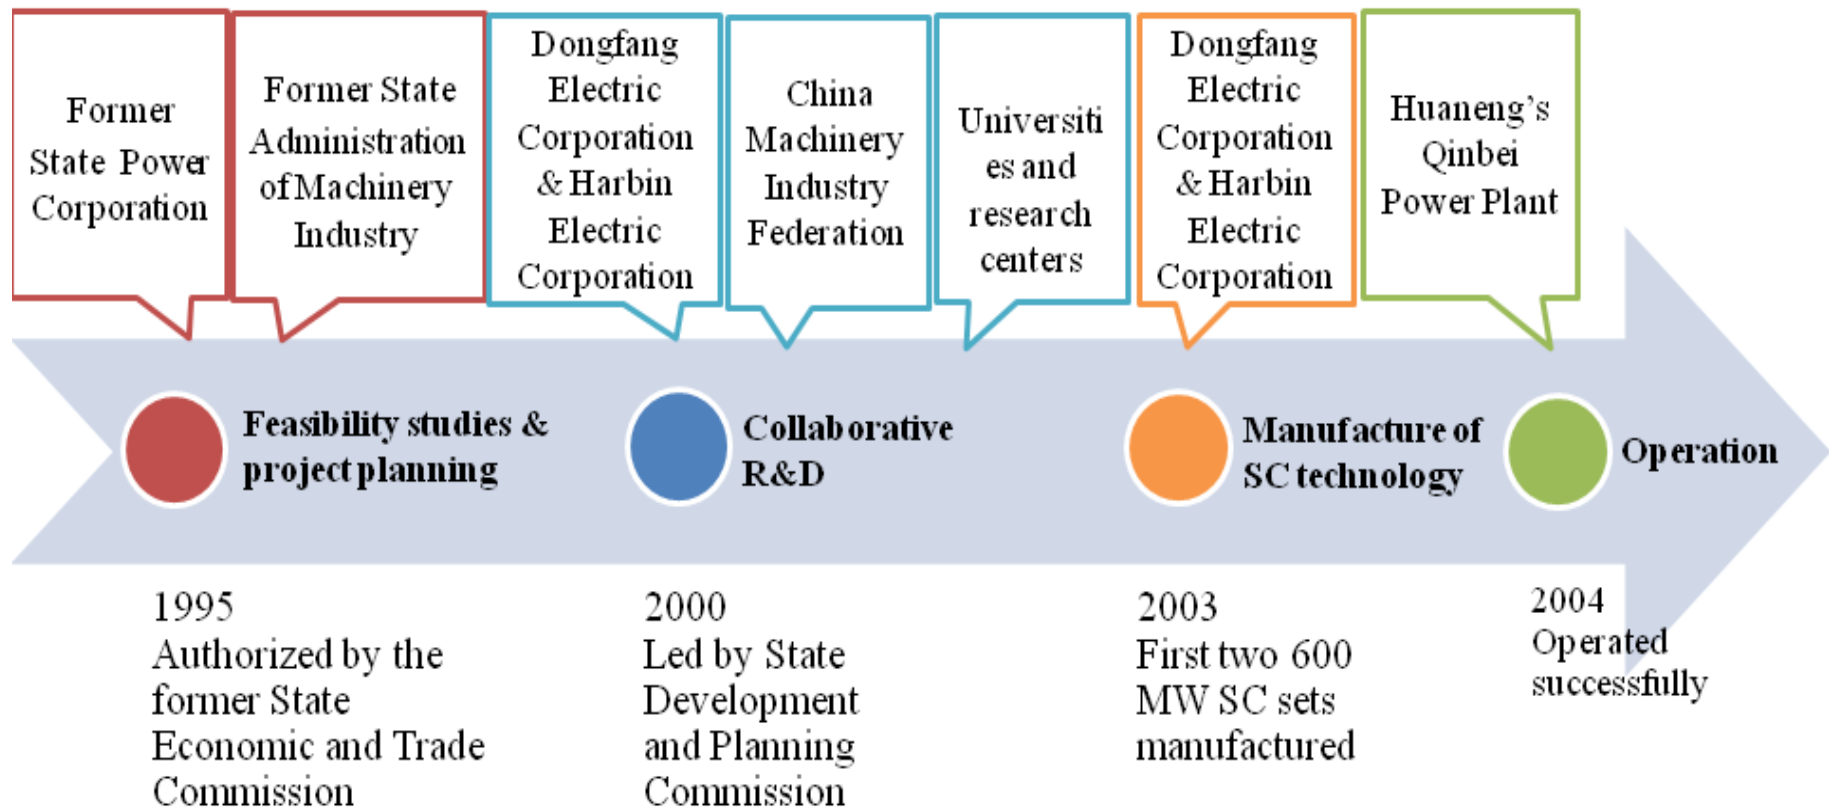 Former
State Power
Corporation
Former State
Administration
of Machinery
Industry
Dongfang
Electric
Corporation
& Harbin
Electric
Corporation
China
Machinery
Industry
Federation
Universiti
es and
research
centers
Dongfang
Electric
Corporation
& Harbin
Electric
Corporation
Huaneng’s
Qinbei
Power Plant
Feasibility studies &
project planning
Collaborative
R&D
Manufacture of
SC technology
Operation
1995
Authorized by the
former State
Economic and Trade
Commission
2000
Led by State
Development
and Planning
Commission
2003
First two 600
MW SC sets
manufactured
2004
Operated
successfully